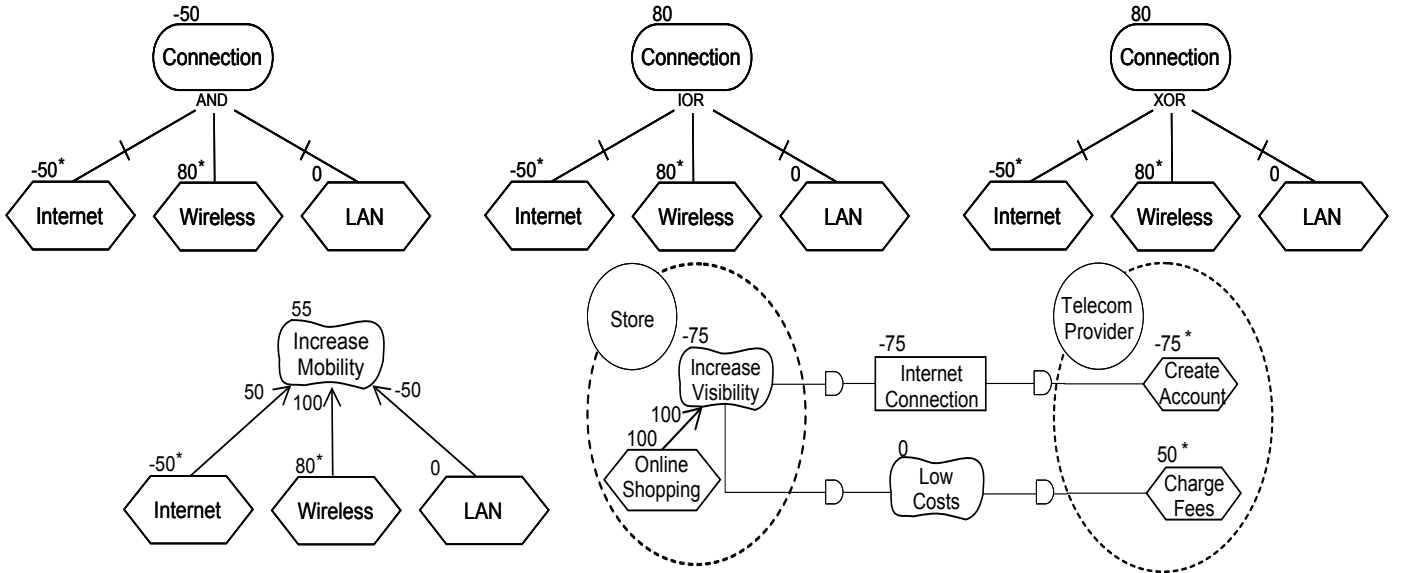 -50
Connection
AND
-50*
80*
0
Internet
Wireless
LAN
80
Connection
IOR
-50*
80*
0
Internet
Wireless
LAN
80
Connection
XOR
-50*
80*
0
Internet
Wireless
LAN
55
Increase
Mobility
50
100
-50
-50*
80*
0
Internet
Wireless
LAN
Store
-75
Increase
Visibility
100
100
Online
Shopping
-75
Internet
Connection
0
Low
Costs
Telecom
Provider
-75*
Create
Account
50*
Charge
Fees